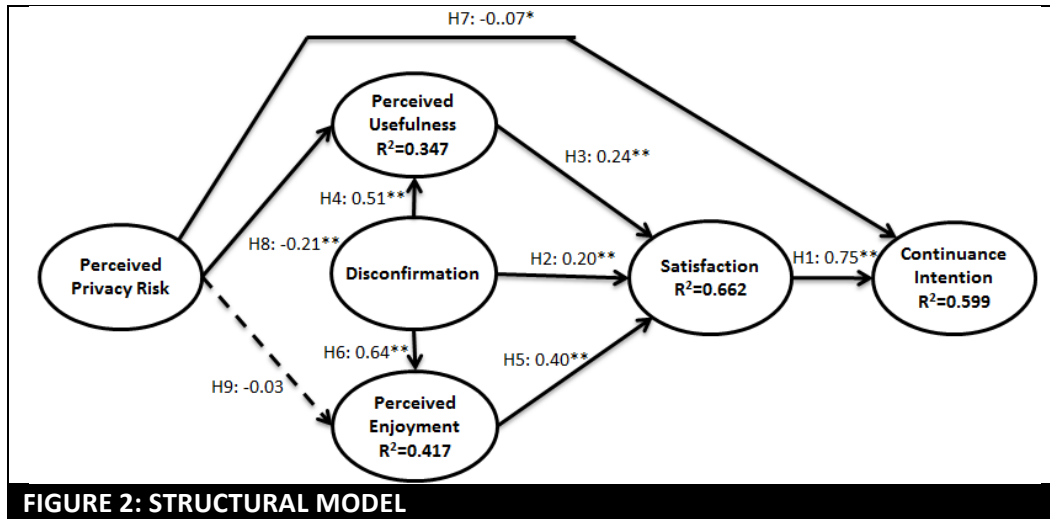 H7: -0..07*
Perceived
Usefulness
R²=0.347
H3: 0.24**
H4: 0.51**
H8: -0.21**
Perceived
Privacy Risk
Disconfirmation
H2: 0.20**
Satisfaction
R²=0.662
H1: 0.75**
Continuance
Intention
R²=0.599
H6: 0.64**
H5: 0.40**
H9: -0.03
Perceived
Enjoyment
R²=0.417
FIGURE 2: STRUCTURAL MODEL